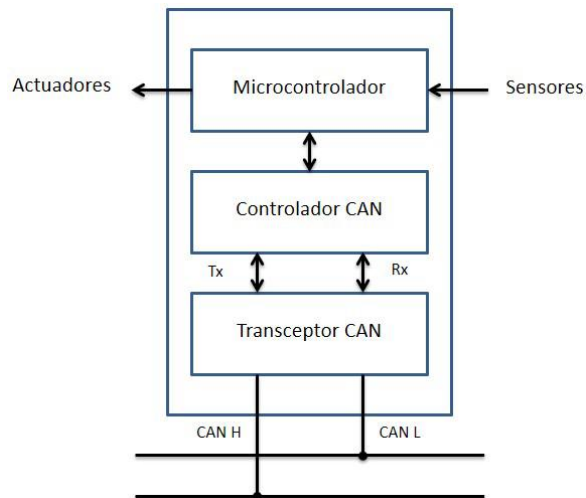 Actuadores
Microcontrolador
Sensores
Controlador CAN
Tx
Rx
Transceptor CAN
CAN H
CAN L